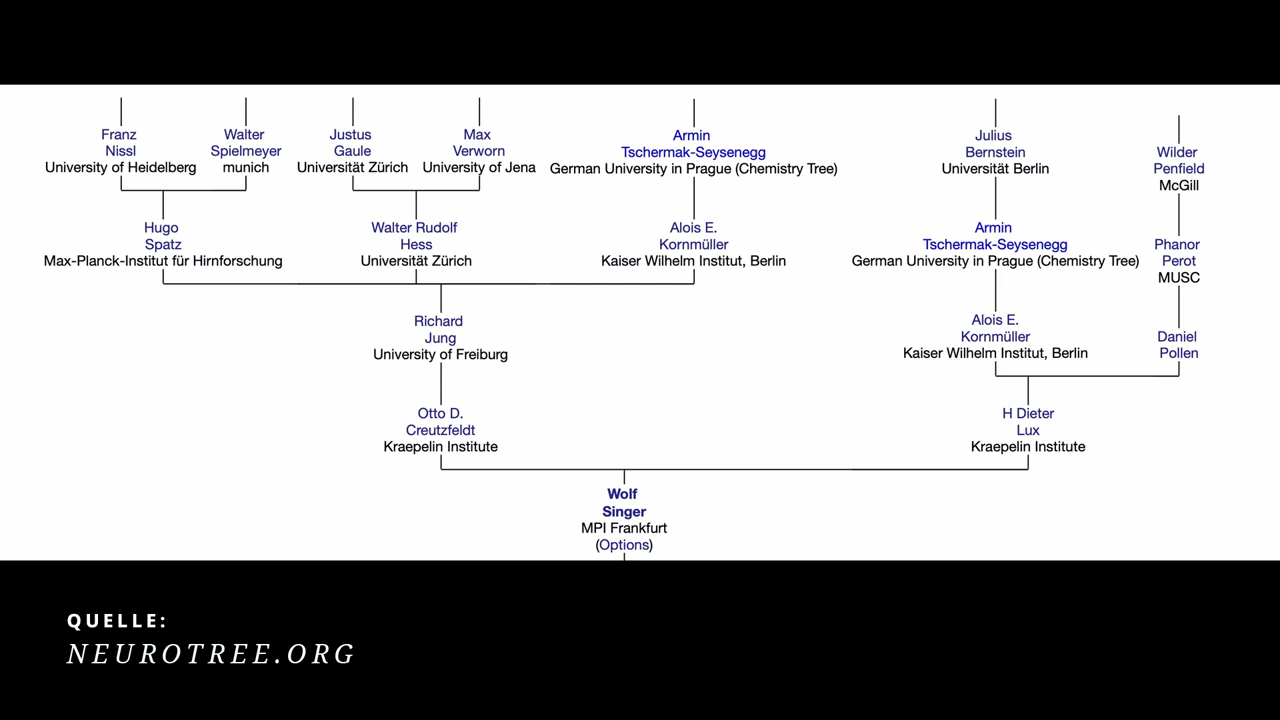 Franz
Nissl
University of Heidelberg
Walter
Spielmeyer
munich
Justus
Gaule
Universität Zürich
Max
Verworn
University of Jena
Armin
Tschermak-Seysenegg
German University in Prague (Chemistry Tree)
Julius
Bernstein
Universität Berlin
Wilder
Penfield
McGill
Hugo
Spatz
Max-Planck-Institut für Hirnforschung
Walter Rudolf
Hess
Universität Zürich
Alois E.
Kornmüller
Kaiser Wilhelm Institut, Berlin
Armin
Tschermak-Seysenegg
German University in Prague (Chemistry Tree)
Phanor
Perot
MUSC
Richard
Jung
University of Freiburg
Alois E.
Kornmüller
Kaiser Wilhelm Institut, Berlin
Daniel
Pollen
Otto D.
Creutzfeldt
Kraepelin Institute
H Dieter
Lux
Kraepelin Institute
Wolf
Singer
MPI Frankfurt
(Options)
QUELLE:
NEUROTREE.ORG